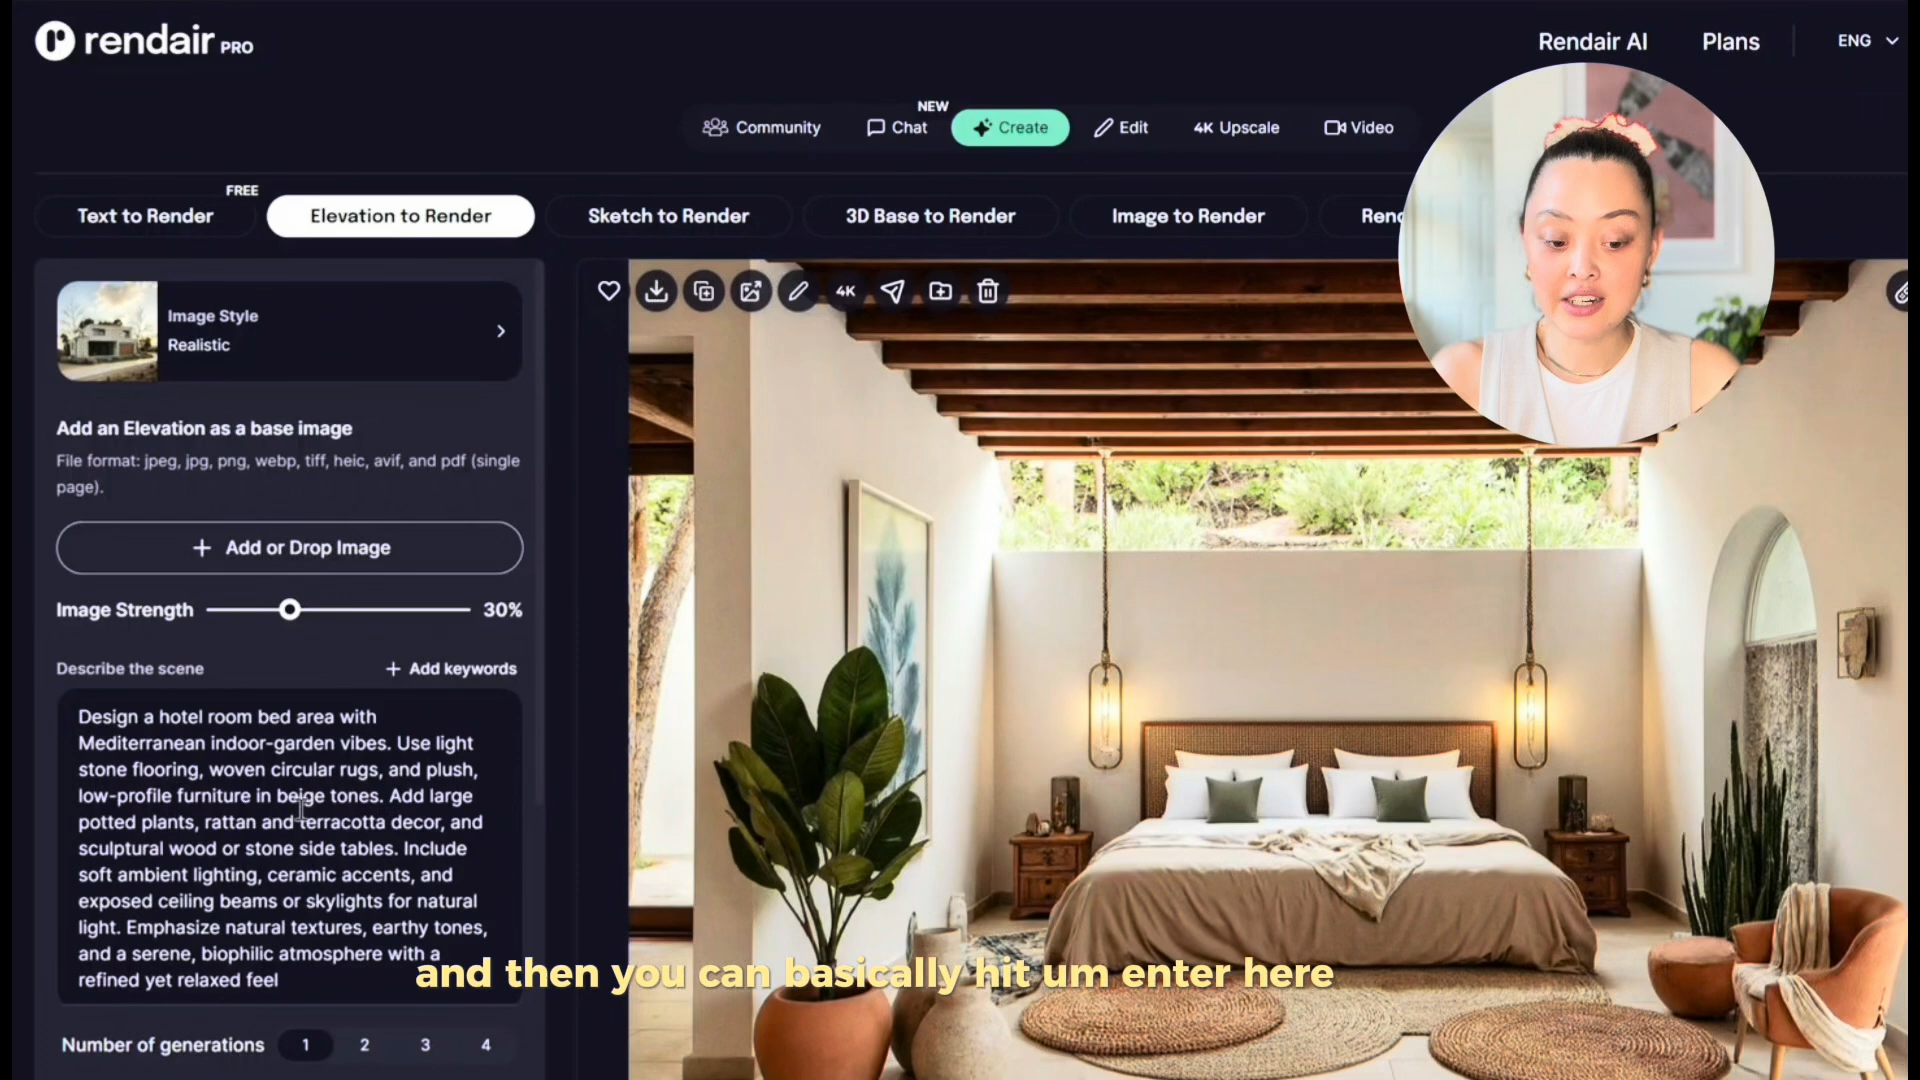 rendair PRO
Rendair AI
Plans
ENG
Community
NEW
Chat
Create
Edit
4K Upscale
Video
FREE
Text to Render
Elevation to Render
Sketch to Render
3D Base to Render
Image to Render
Image Style
Realistic
4K
Add an Elevation as a base image
File format: jpeg, jpg, png, webp, tiff, heic, avif, and pdf (single
page).
+ Add or Drop Image
Image Strength
30%
Describe the scene
+ Add keywords
Design a hotel room bed area with
Mediterranean indoor-garden vibes. Use light
stone flooring, woven circular rugs, and plush,
low-profile furniture in beige tones. Add large
potted plants, rattan and terracotta decor, and
sculptural wood or stone side tables. Include
soft ambient lighting, ceramic accents, and
exposed ceiling beams or skylights for natural
light. Emphasize natural textures, earthy tones,
and a serene, biophilic atmosphere with a
refined yet relaxed feel
and then you can basically hit um enter here
Number of generations
1
2
3
4